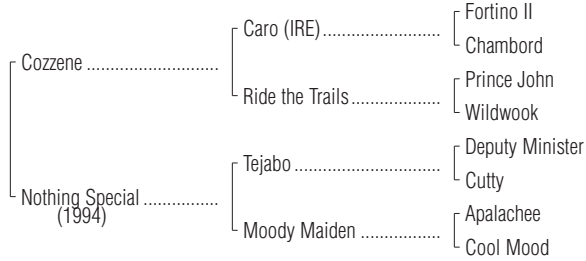 Fortino II
Caro (IRE)
Chambord
Cozzene
Prince John
Ride the Trails
Wildwook
Deputy Minister
Tejabo
Cutty
Nothing Special
(1994)
Apalachee
Moody Maiden
Cool Mood